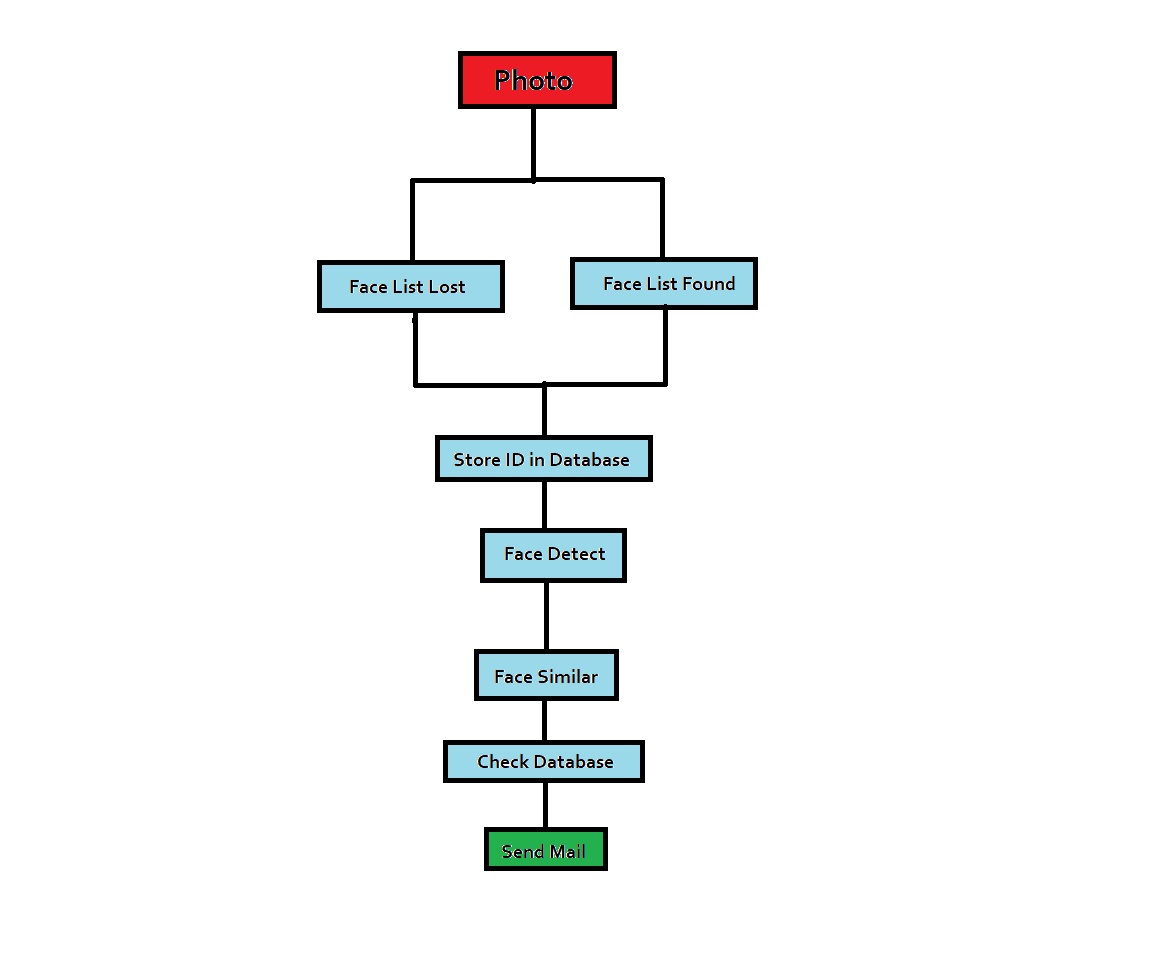 Photo
Face List Lost
Face List Found
Store ID in Database
Face Detect
Face Similar
Check Database
Send Mail